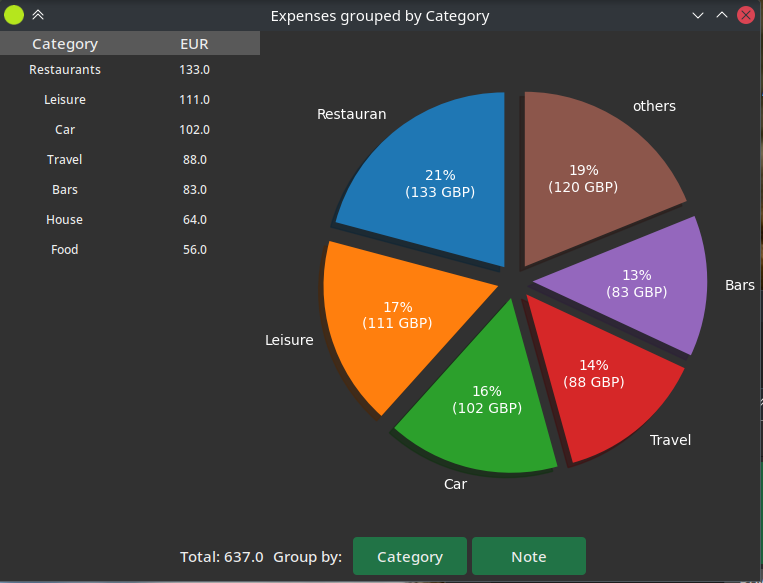 Expenses grouped by Category
Category EUR
Restaurants 133.0
Leisure 111.0
Car 102.0
Travel 88.0
Bars 83.0
House 64.0
Food 56.0
Restauran
21%
(133 GBP)
others
19%
(120 GBP)
13%
(83 GBP)
Bars
17%
(111 GBP)
Leisure
14%
(88 GBP)
Travel
16%
(102 GBP)
Car
Total: 637.0 Group by: Category Note